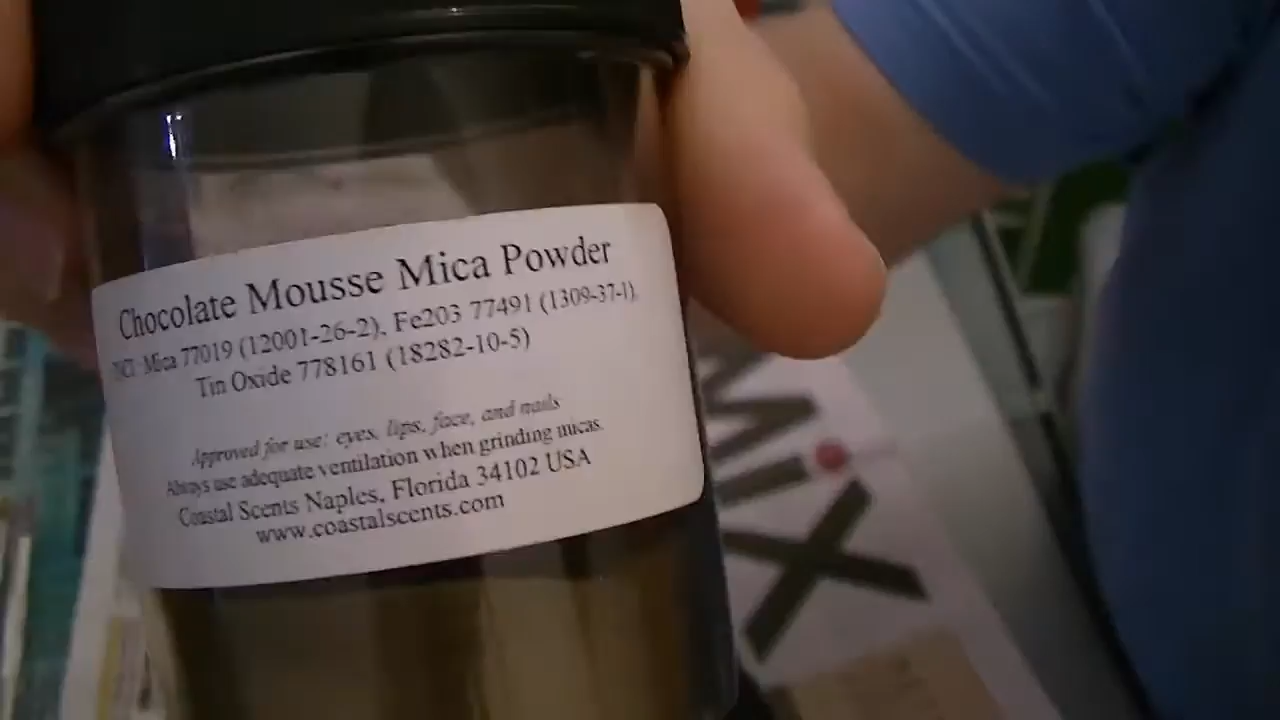 Chocolate Mousse Mica Powder
INCI: Mica 77019 (12001-26-2), Fe203 77491 (1309-37-1),
Tin Oxide 778161 (18282-10-5)
Approved for use: eyes, lips, face, and nails
Always use adequate ventilation when grinding micas.
Coastal Scents Naples, Florida 34102 USA
www.coastalscents.com
MiX